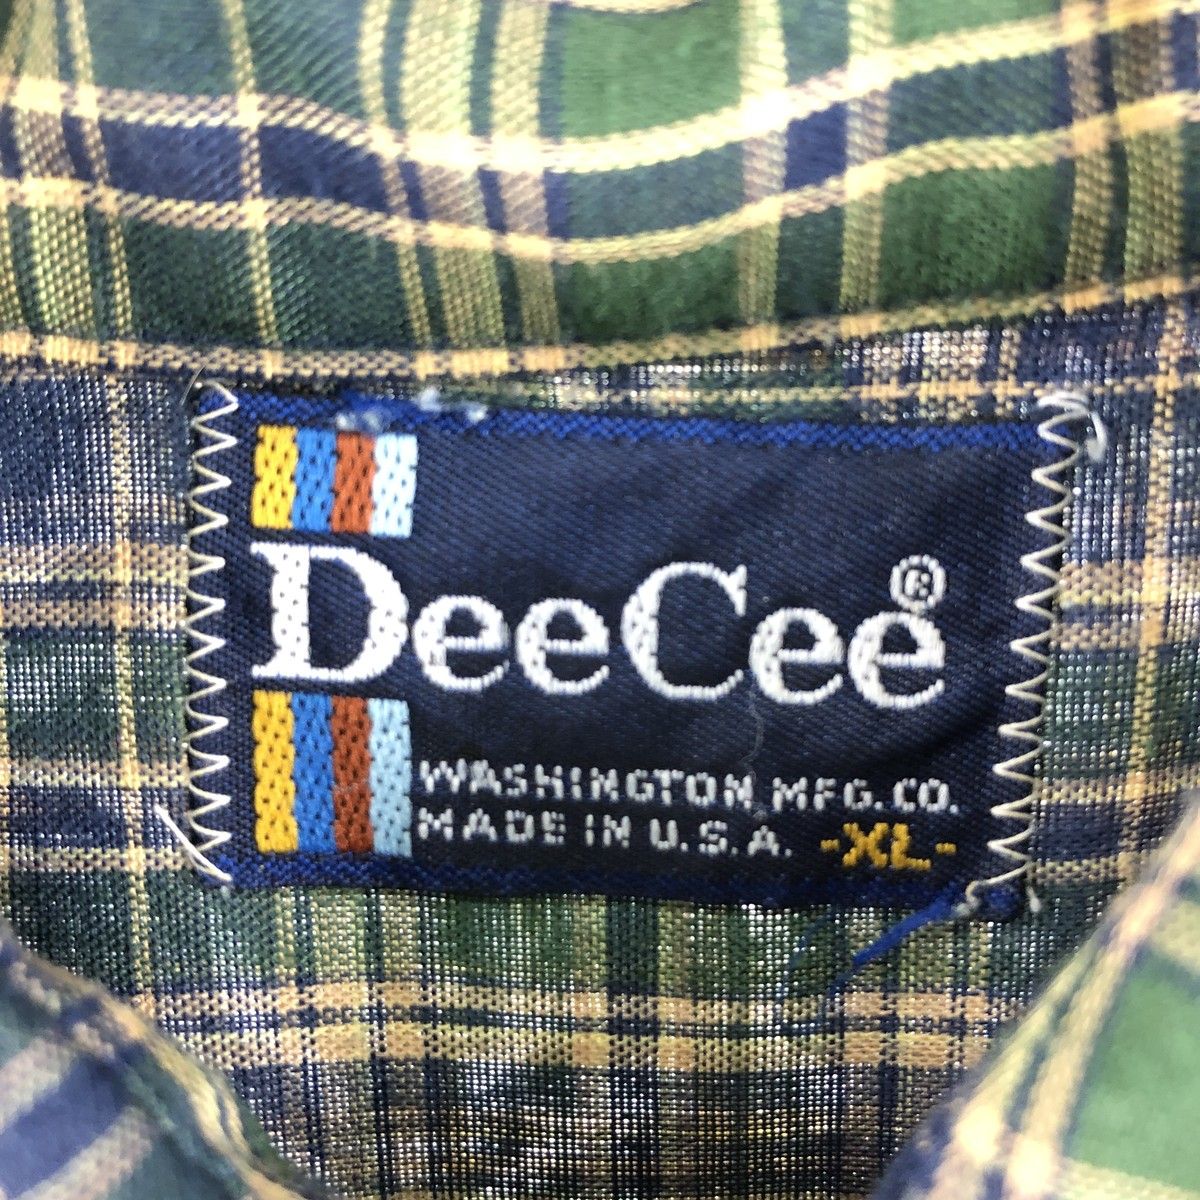 DeeCee®
WASHINGTON MFG. CO.
MADE IN U.S.A. -XL-